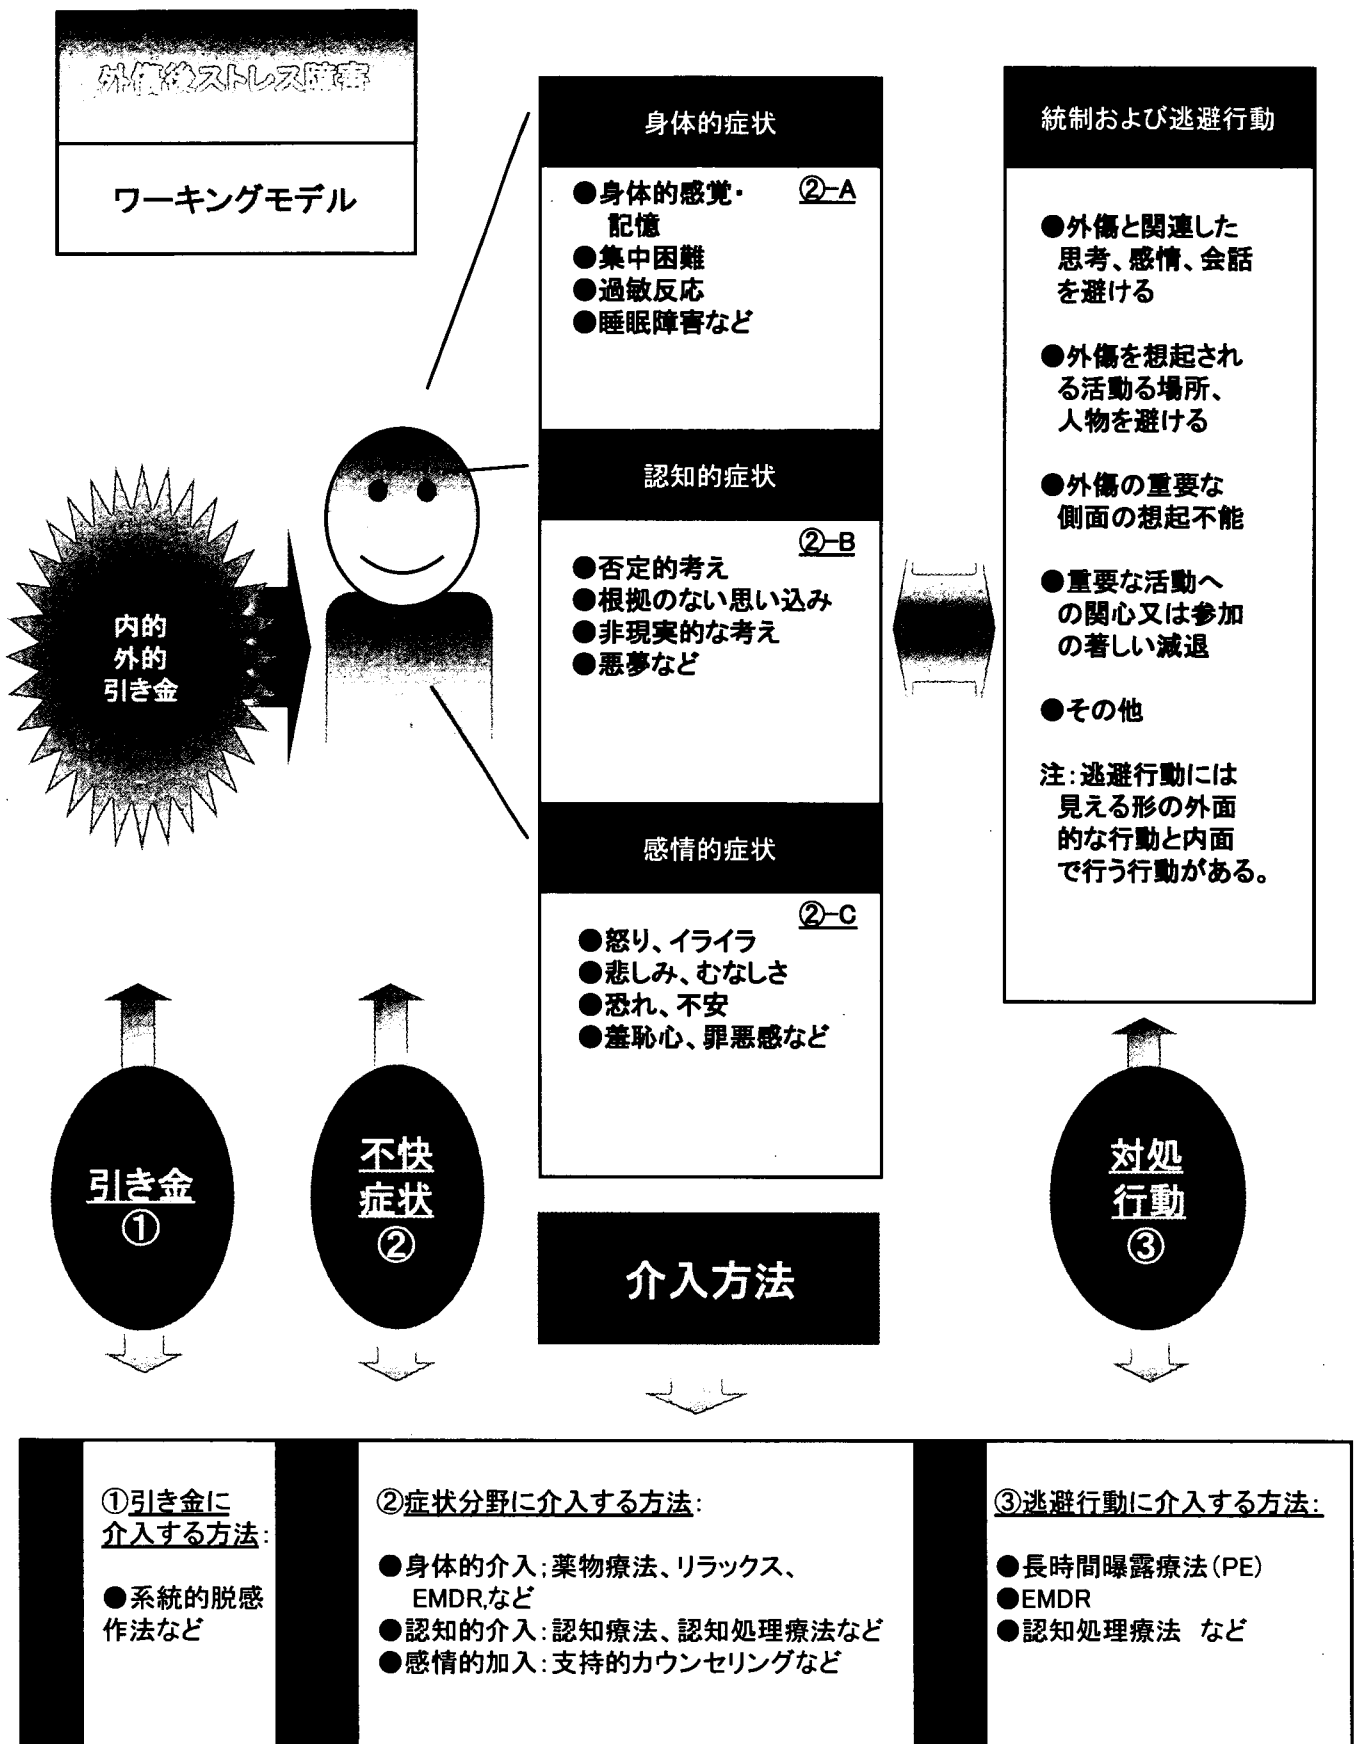 外傷後ストレス障害
ワーキングモデル
身体的症状
②-A
●身体的感覚・
記憶
●集中困難
●過敏反応
●睡眠障害など
認知的症状
②-B
●否定的考え
●根拠のない思い込み
●非現実的な考え
●悪夢など
感情的症状
②-C
●怒り、イライラ
●悲しみ、むなしさ
●恐れ、不安
●羞恥心、罪悪感など
統制および逃避行動
●外傷と関連した
思考、感情、会話
を避ける
●外傷を想起され
る活動る場所、
人物を避ける
●外傷の重要な
側面の想起不能
●重要な活動へ
の関心又は参加
の著しい減退
●その他
注：逃避行動には
見える形の外面
的な行動と内面
で行う行動がある。
内的
外的
引き金
引き金
①
不快
症状
②
介入方法
対処
行動
③
①引き金に
介入する方法：
●系統的脱感
作法など
②症状分野に介入する方法：
●身体的介入；薬物療法、リラックス、
EMDR,など
●認知的介入：認知療法、認知処理療法など
●感情的加入：支持的カウンセリングなど
③逃避行動に介入する方法：
●長時間曝露療法（PE）
●EMDR
●認知処理療法 など